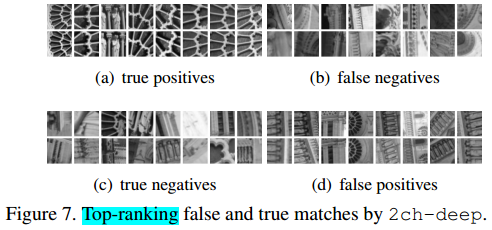 (a) true positives
(b) false negatives
(c) true negatives
(d) false positives
Figure 7. Top-ranking false and true matches by 2ch-deep.